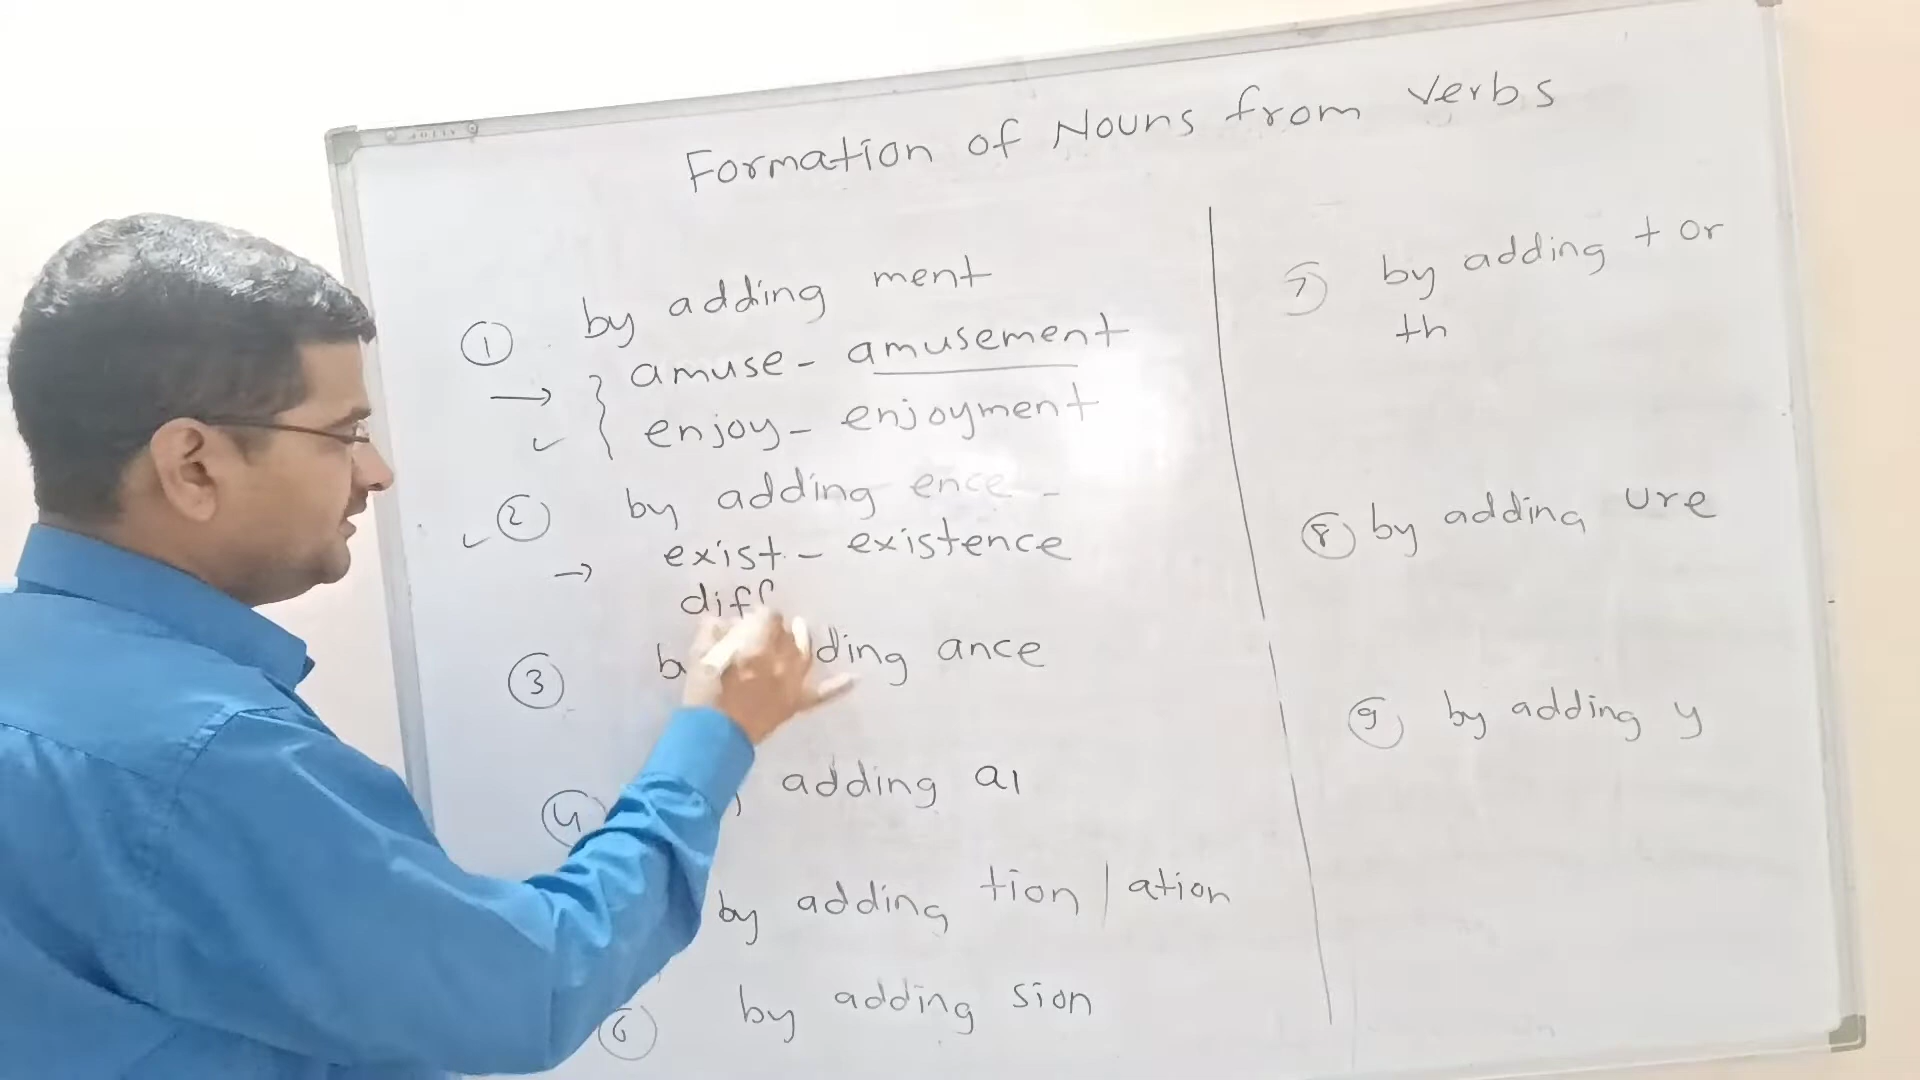 Formation of Nouns from Verbs
1 by adding ment
→ amuse - amusement
enjoy - enjoyment
2 by adding ence -
→ exist - existence
diff
3 adding ance
4 adding al
by adding tion / ation
6 by adding sion
7 by adding t or
th
8 by adding ure
9 by adding y